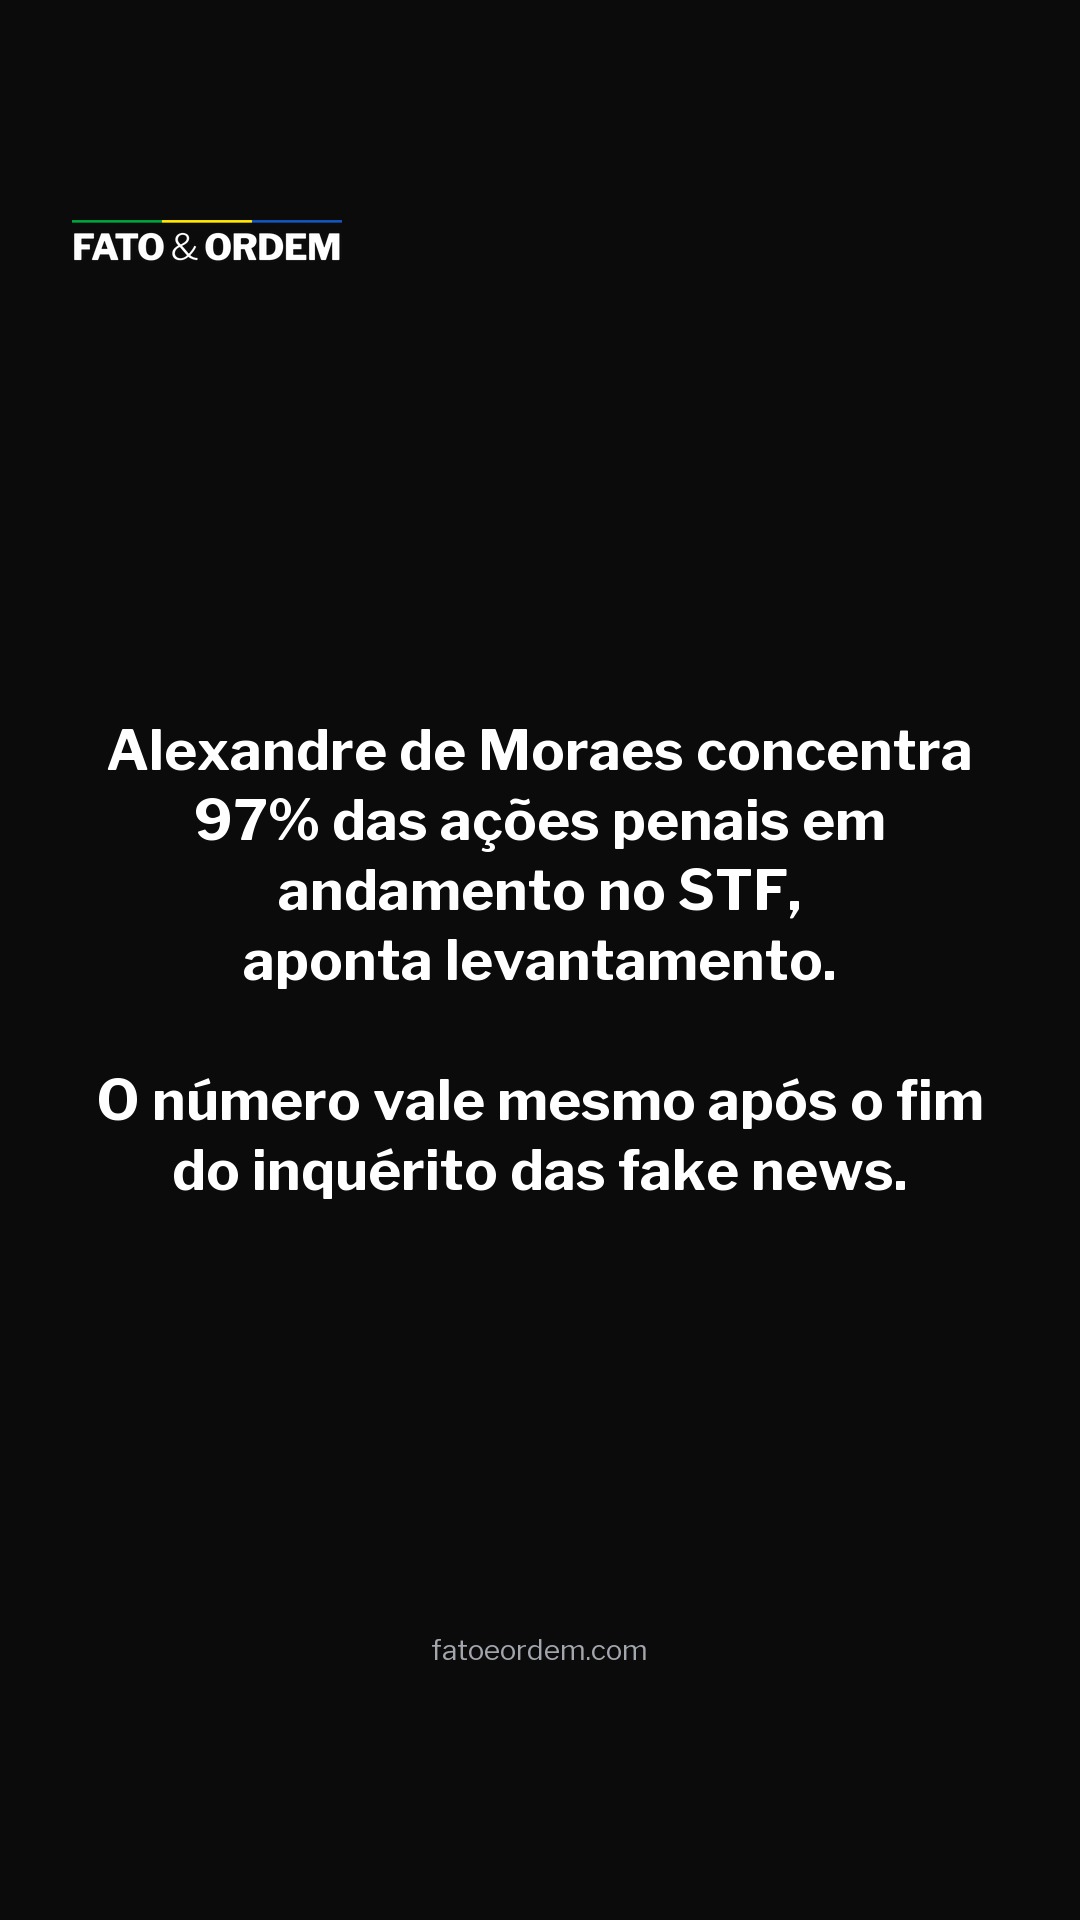 FATO & ORDEM
Alexandre de Moraes concentra
97% das ações penais em
andamento no STF,
aponta levantamento.
O número vale mesmo após o fim
do inquérito das fake news.
fatoeordem.com